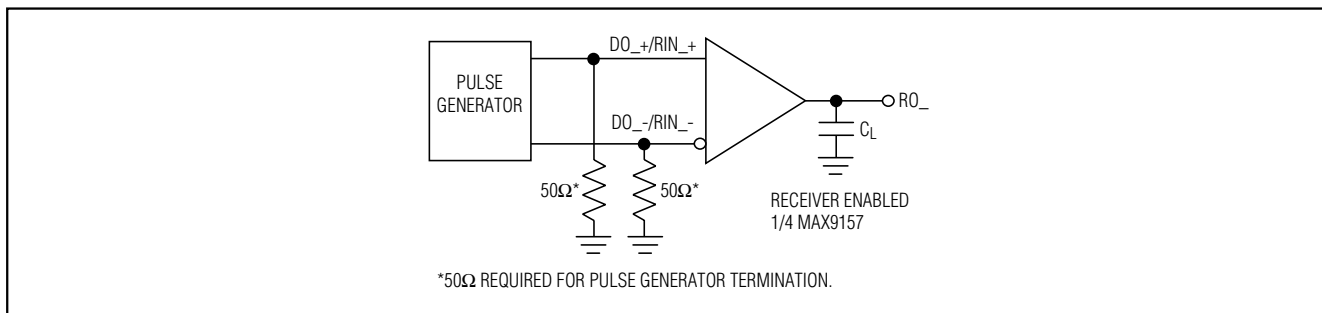 DO_+/RIN_+
PULSE
GENERATOR
DO_-/RIN_-
RO_
CL
50Ω*
50Ω*
RECEIVER ENABLED
1/4 MAX9157
*50Ω REQUIRED FOR PULSE GENERATOR TERMINATION.